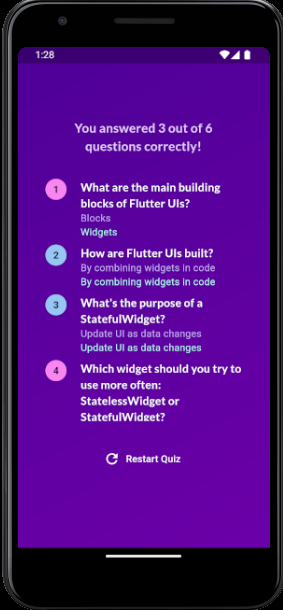 1:28
You answered 3 out of 6
questions correctly!
1
What are the main building
blocks of Flutter UIs?
Blocks
Widgets
2
How are Flutter UIs built?
By combining widgets in code
By combining widgets in code
3
What's the purpose of a
StatefulWidget?
Update UI as data changes
Update UI as data changes
4
Which widget should you try to
use more often:
StatelessWidget or
StatefulWidget?
Restart Quiz